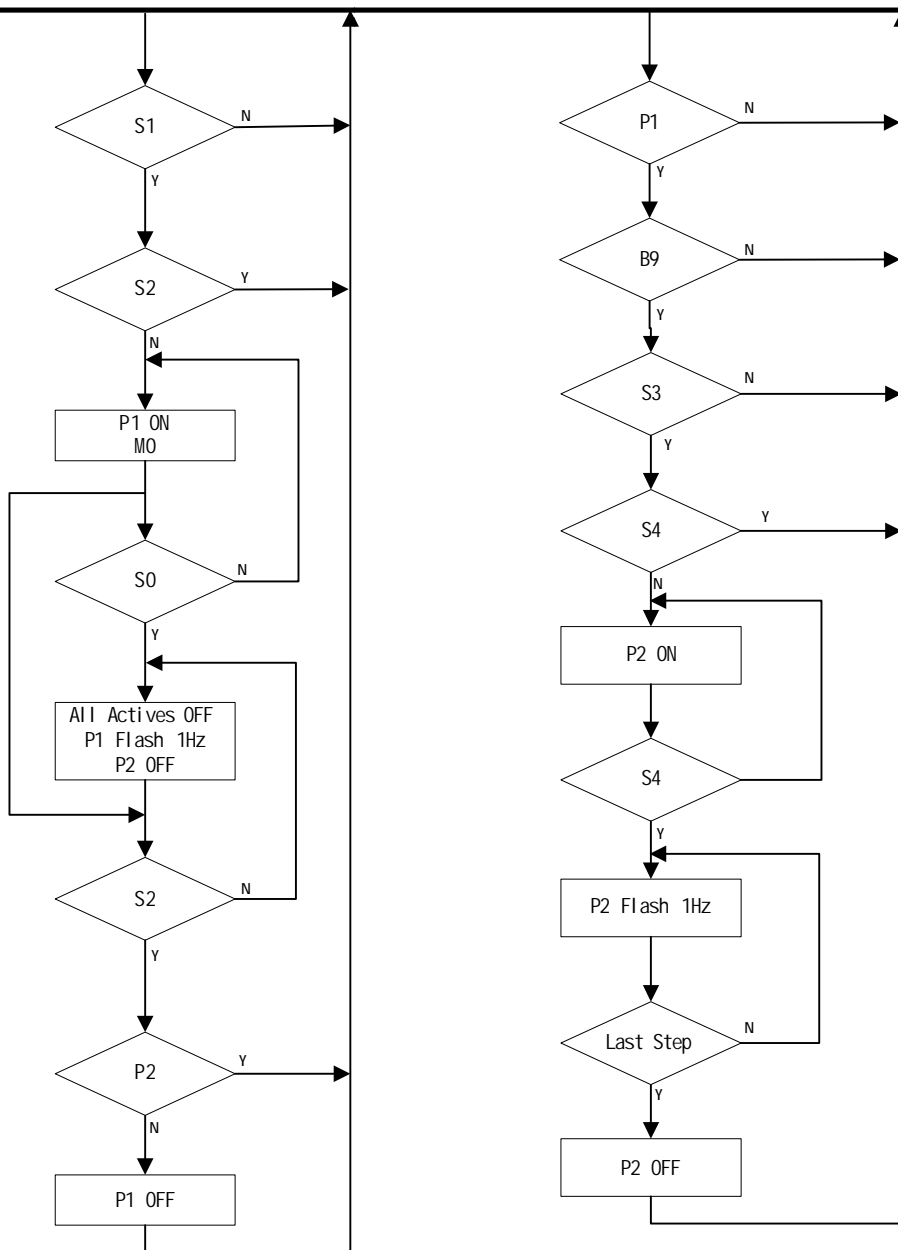 S1
N
Y
S2
Y
N
P1 ON
M0
S0
N
Y
All Actives OFF
P1 Flash 1Hz
P2 OFF
S2
N
Y
P2
Y
N
P1 OFF
P1
N
Y
B9
N
Y
S3
N
Y
S4
Y
N
P2 ON
S4
Y
P2 Flash 1Hz
Last Step
N
Y
P2 OFF